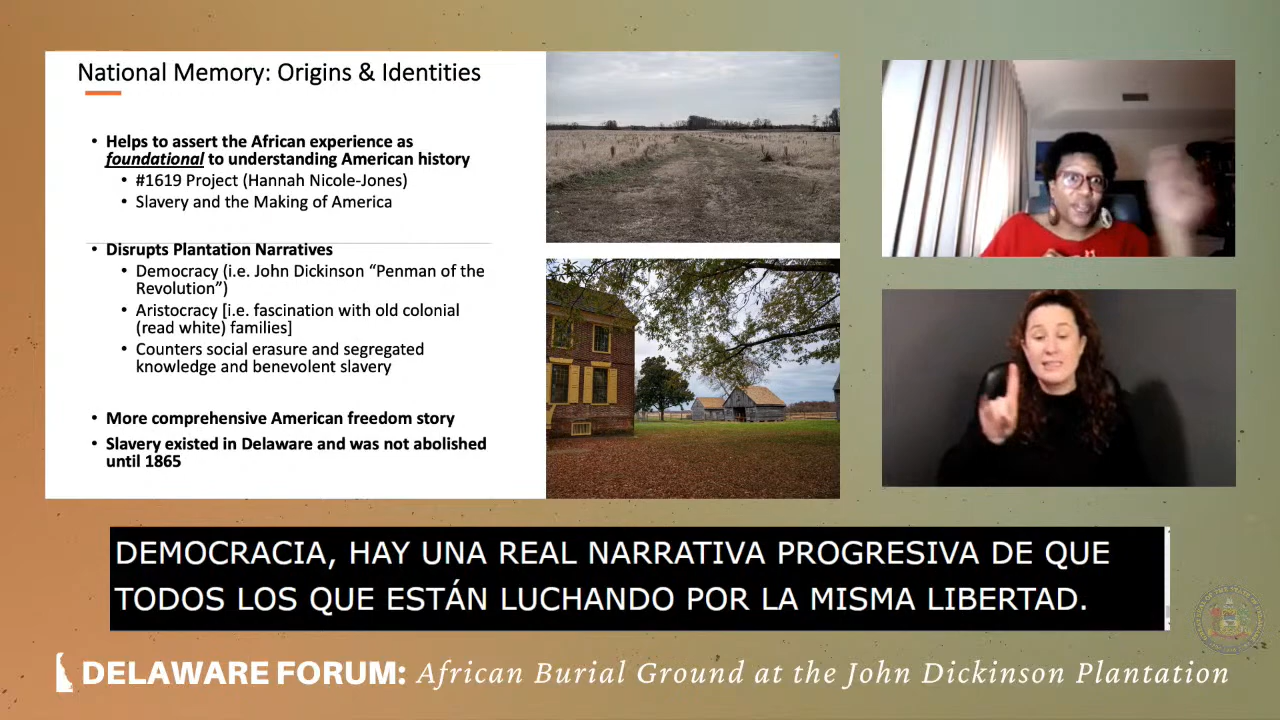 National Memory: Origins & Identities
• Helps to assert the African experience as
foundational to understanding American history
• #1619 Project (Hannah Nicole-Jones)
• Slavery and the Making of America
• Disrupts Plantation Narratives
• Democracy (i.e. John Dickinson “Penman of the
Revolution”)
• Aristocracy [i.e. fascination with old colonial
(read white) families]
• Counters social erasure and segregated
knowledge and benevolent slavery
• More comprehensive American freedom story
• Slavery existed in Delaware and was not abolished
until 1865
DEMOCRACIA, HAY UNA REAL NARRATIVA PROGRESIVA DE QUE
TODOS LOS QUE ESTÁN LUCHANDO POR LA MISMA LIBERTAD.
DELAWARE FORUM: African Burial Ground at the John Dickinson Plantation